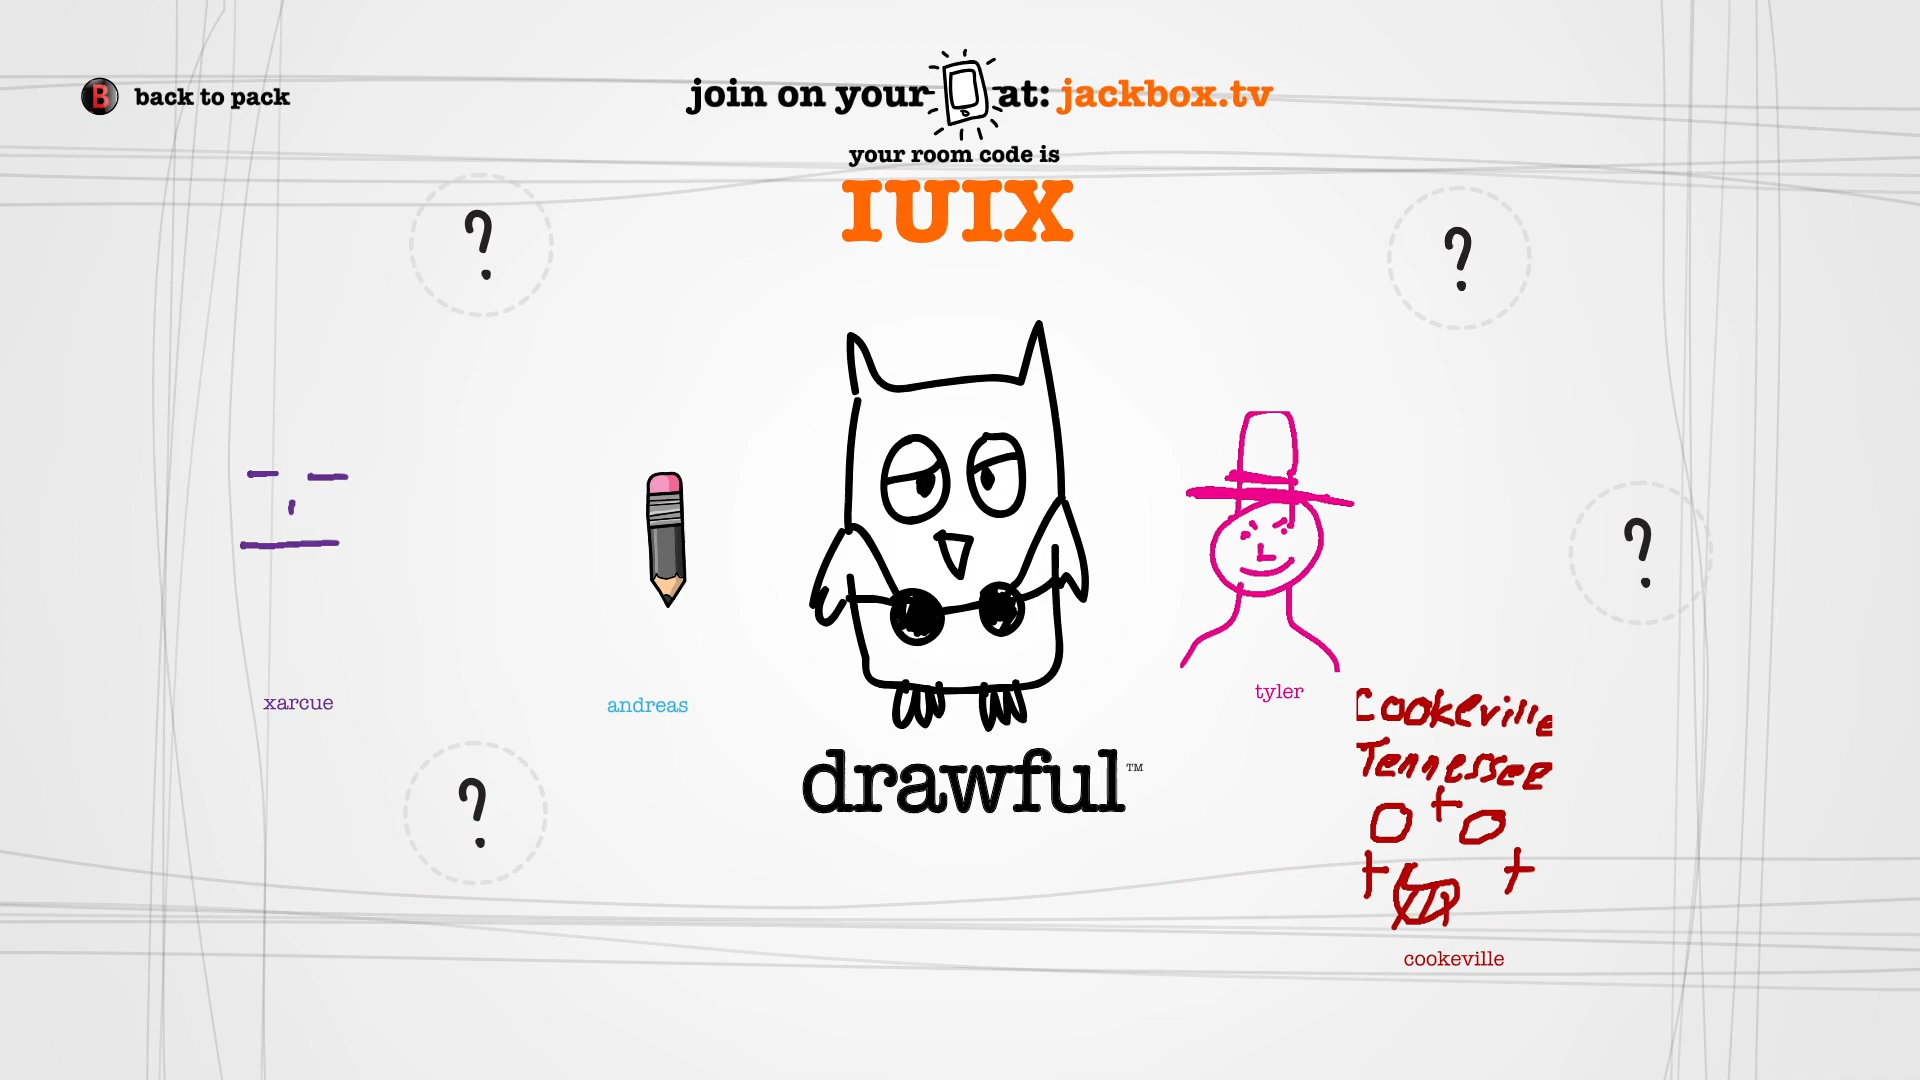 B back to pack
join on your at: jackbox.tv
your room code is
IUIX
?
?
?
?
xarcue
andreas
tyler
Cookeville
Tennessee
drawful™
cookeville